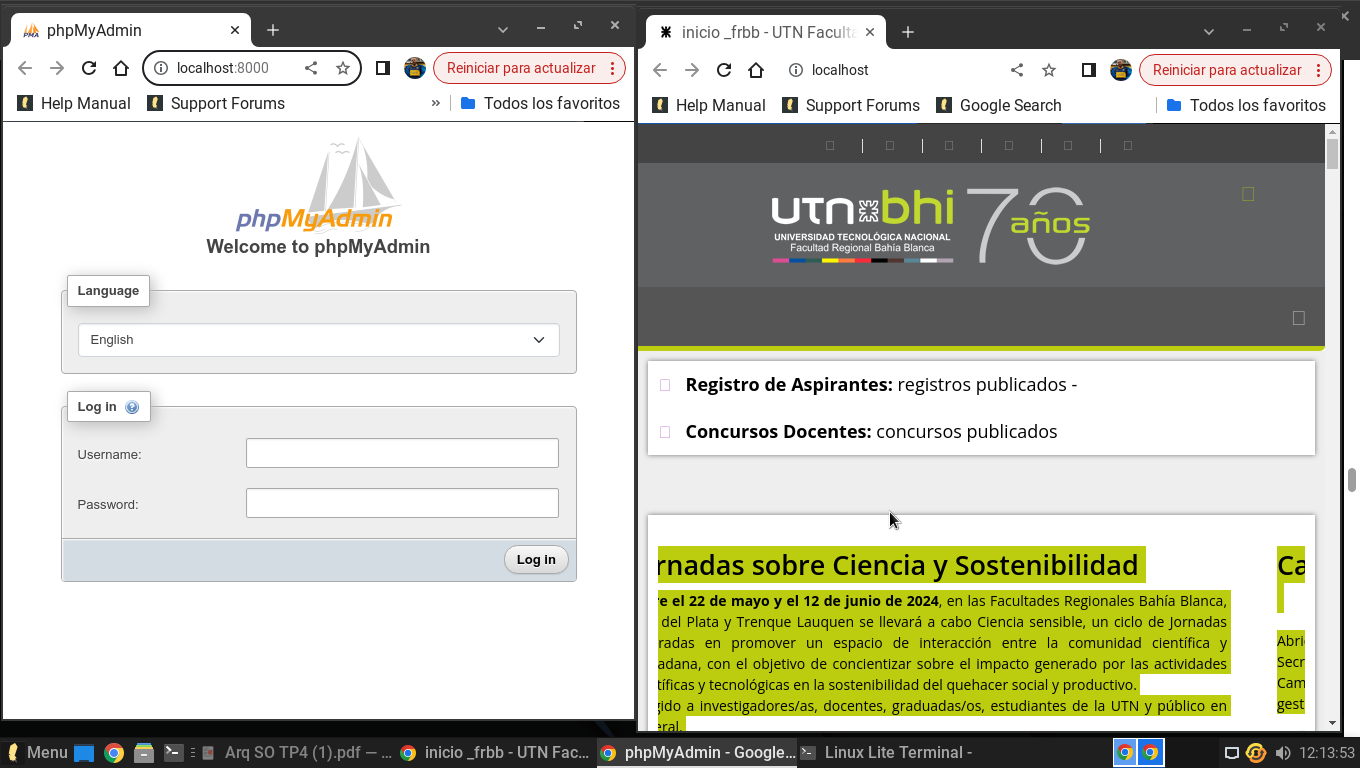 phpMyAdmin
localhost:8000
Reiniciar para actualizar
Help Manual
Support Forums
»
Todos los favoritos
phpMyAdmin
Welcome to phpMyAdmin
Language
English
Log in
Username:
Password:
Log in
inicio _frbb - UTN Faculta
localhost
Reiniciar para actualizar
Help Manual
Support Forums
Google Search
Todos los favoritos
utn bhi 70 años
UNIVERSIDAD TECNOLÓGICA NACIONAL
Facultad Regional Bahía Blanca
Registro de Aspirantes: registros publicados -
Concursos Docentes: concursos publicados
rnadas sobre Ciencia y Sostenibilidad
re el 22 de mayo y el 12 de junio de 2024, en las Facultades Regionales Bahía Blanca,
del Plata y Trenque Lauquen se llevará a cabo Ciencia sensible, un ciclo de Jornadas
radas en promover un espacio de interacción entre la comunidad científica y
adana, con el objetivo de concientizar sobre el impacto generado por las actividades
tíficas y tecnológicas en la sostenibilidad del quehacer social y productivo.
gido a investigadores/as, docentes, graduadas/os, estudiantes de la UTN y público en
eral.
Ca
Abri
Secr
Cam
gest
Menu
Arq SO TP4 (1).pdf — ...
inicio _frbb - UTN Fac...
phpMyAdmin - Google...
Linux Lite Terminal -
12:13:53